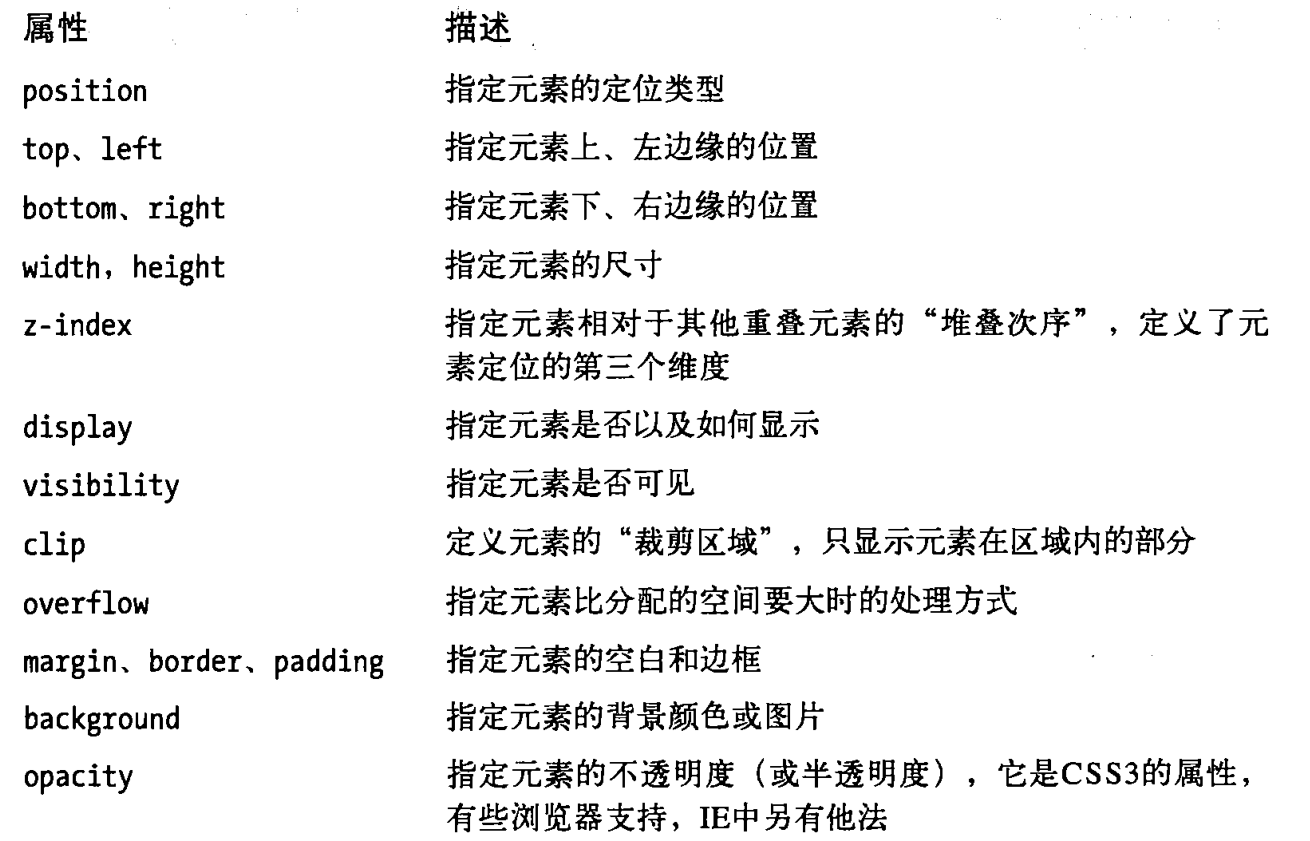 属性 描述
position 指定元素的定位类型
top、left 指定元素上、左边缘的位置
bottom、right 指定元素下、右边缘的位置
width, height 指定元素的尺寸
z-index 指定元素相对于其他重叠元素的“堆叠次序”，定义了元
素定位的第三个维度
display 指定元素是否以及如何显示
visibility 指定元素是否可见
clip 定义元素的“裁剪区域”，只显示元素在区域内的部分
overflow 指定元素比分配的空间要大时的处理方式
margin、border、padding 指定元素的空白和边框
background 指定元素的背景颜色或图片
opacity 指定元素的不透明度（或半透明度），它是CSS3的属性，
有些浏览器支持，IE中另有他法